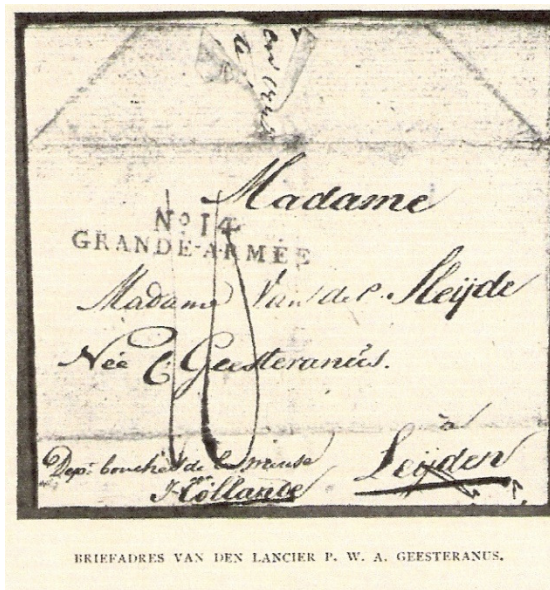 Madame
No 14
GRANDE-ARMÉE
Madame Van der Sleijde
Née C Geesteranus.
à
Dept. bouches de la meuse
Hollande
Leijden
BRIEFADRES VAN DEN LANCIER P. W. A. GEESTERANUS.